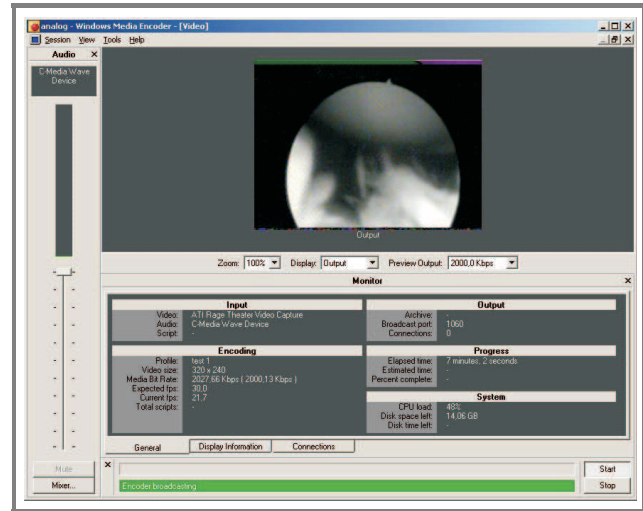 analog - Windows Media Encoder - [Video]
Session View Tools Help
Audio
C-Media Wave
Device
Output
Zoom: 100% Display: Output Preview Output: 2000,0 Kbps
Monitor
Input
Video: ATI Rage Theater Video Capture
Audio: C-Media Wave Device
Script: -
Encoding
Profile: test 1
Video size: 320 x 240
Media Bit Rate: 2027,66 Kbps ( 2000,13 Kbps )
Expected fps: 30,0
Current fps: 21,7
Total scripts: -
Output
Archive: -
Broadcast port: 1060
Connections: 0
Progress
Elapsed time: 7 minutes, 2 seconds
Estimated time: -
Percent complete: -
System
CPU load: 48%
Disk space left: 14,06 GB
Disk time left: -
General Display Information Connections
Mute
Mixer...
Encoder broadcasting
Start
Stop